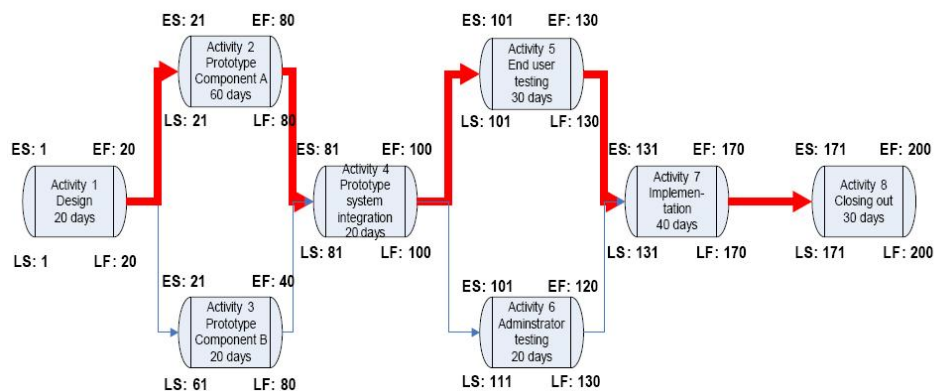 ES: 21 EF: 80
Activity 2
Prototype
Component A
60 days
LS: 21 LF: 80
ES: 101 EF: 130
Activity 5
End user
testing
30 days
LS: 101 LF: 130
ES: 1 EF: 20
Activity 1
Design
20 days
LS: 1 LF: 20
ES: 81 EF: 100
Activity 4
Prototype
system
integration
20 days
LS: 81 LF: 100
ES: 131 EF: 170
Activity 7
Implemen-
tation
40 days
LS: 131 LF: 170
ES: 171 EF: 200
Activity 8
Closing out
30 days
LS: 171 LF: 200
ES: 21 EF: 40
Activity 3
Prototype
Component B
20 days
LS: 61 LF: 80
ES: 101 EF: 120
Activity 6
Adminstrator
testing
20 days
LS: 111 LF: 130